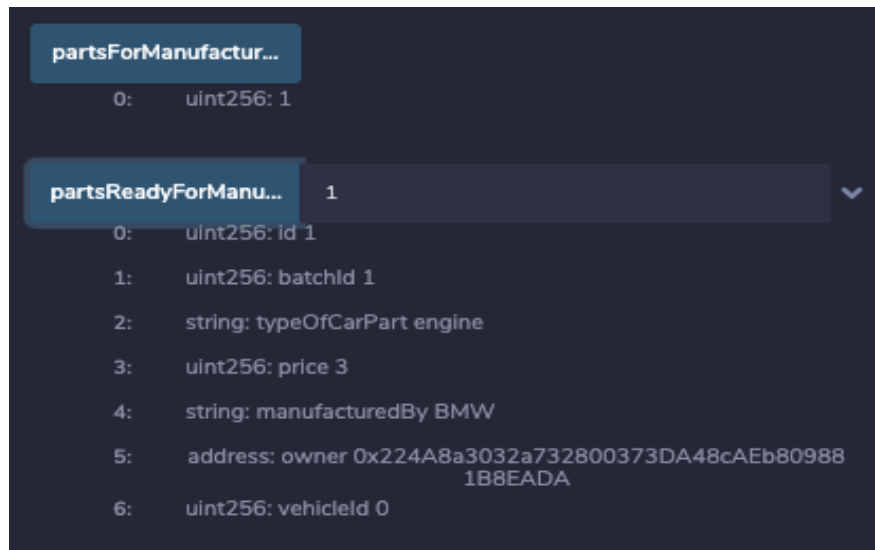 partsForManufactur...
0: uint256: 1
partsReadyForManu... 1
0: uint256: id 1
1: uint256: batchId 1
2: string: typeOfCarPart engine
3: uint256: price 3
4: string: manufacturedBy BMW
5: address: owner 0x224A8a3032a732800373DA48cAEb80988
1B8EADA
6: uint256: vehicleId 0